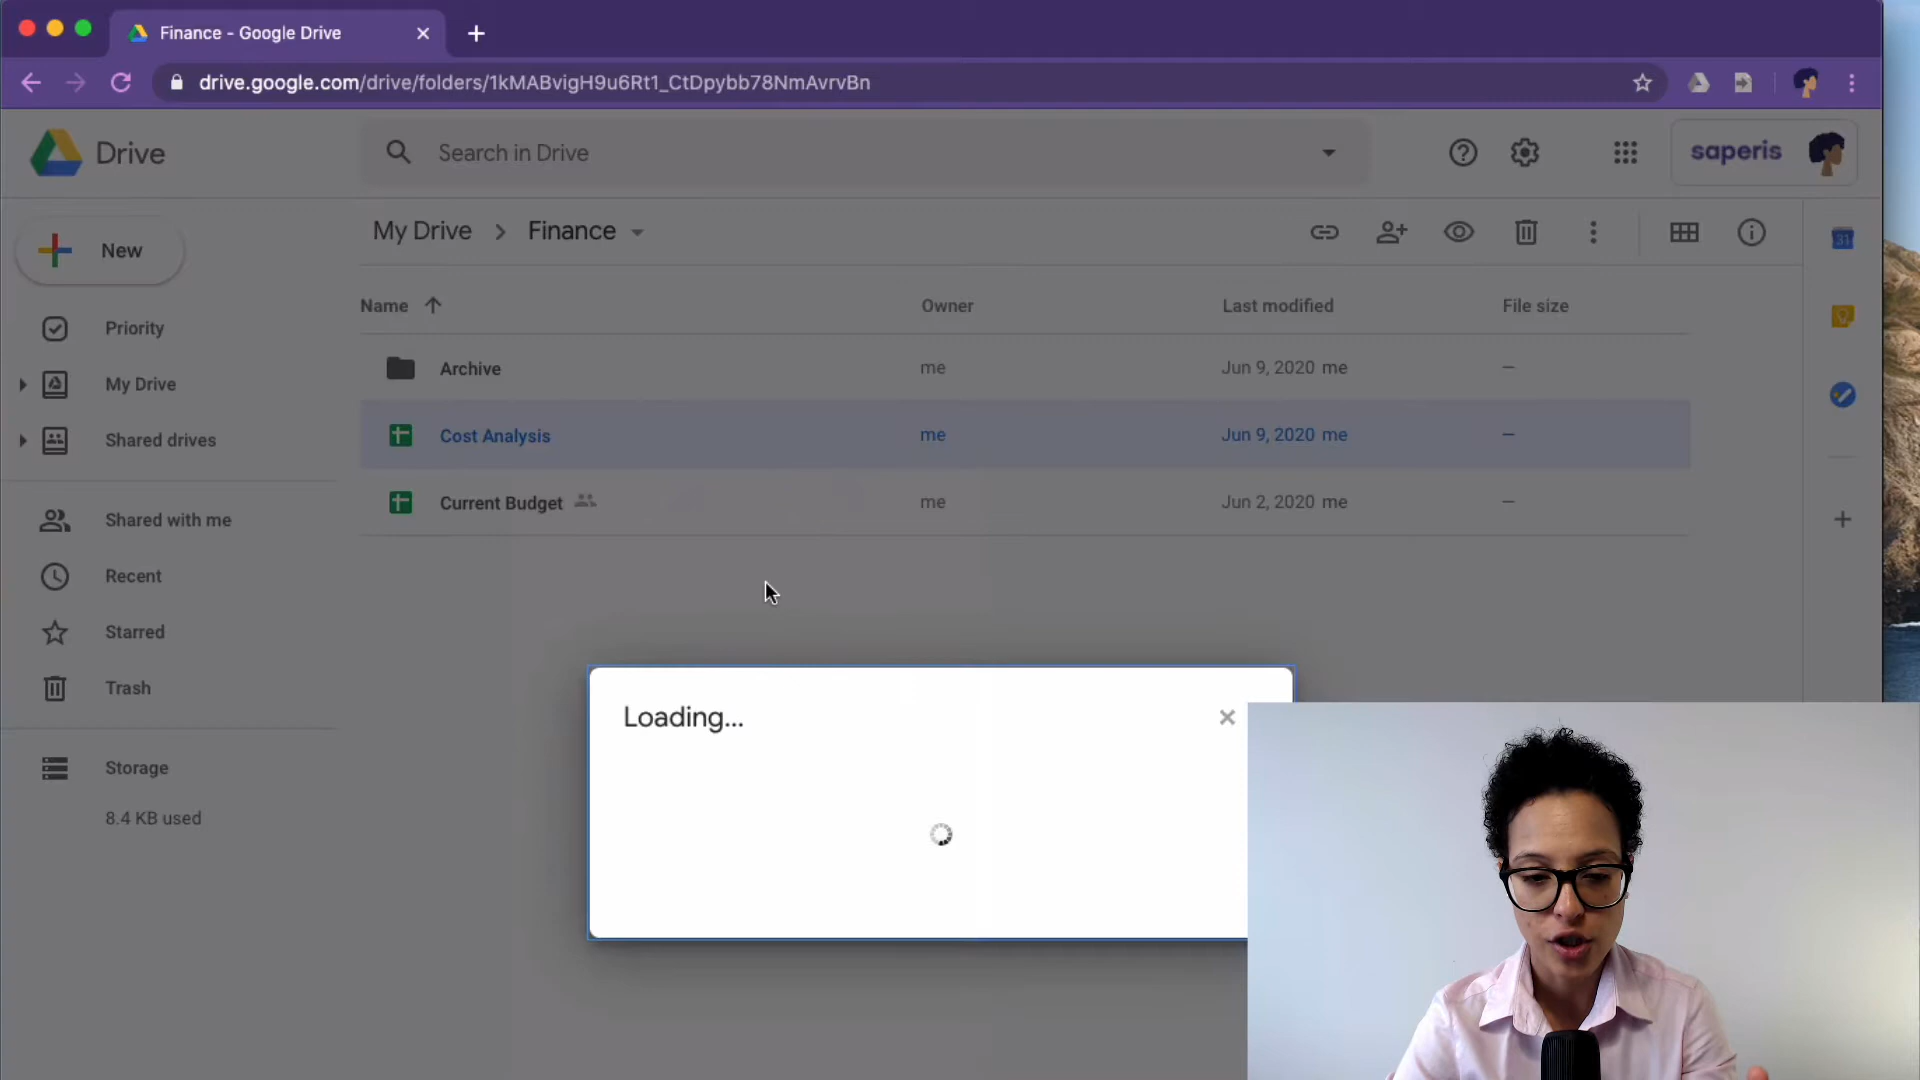 Finance - Google Drive
drive.google.com/drive/folders/1kMABvigH9u6Rt1_CtDpybb78NmAvrvBn
Drive
Search in Drive
saperis
New
My Drive
Finance
31
Name
Owner
Last modified
File size
Priority
Archive
me
Jun 9, 2020 me
–
My Drive
Cost Analysis
me
Jun 9, 2020 me
–
Shared drives
Current Budget
me
Jun 2, 2020 me
–
Shared with me
Recent
Starred
Trash
Loading...
Storage
8.4 KB used